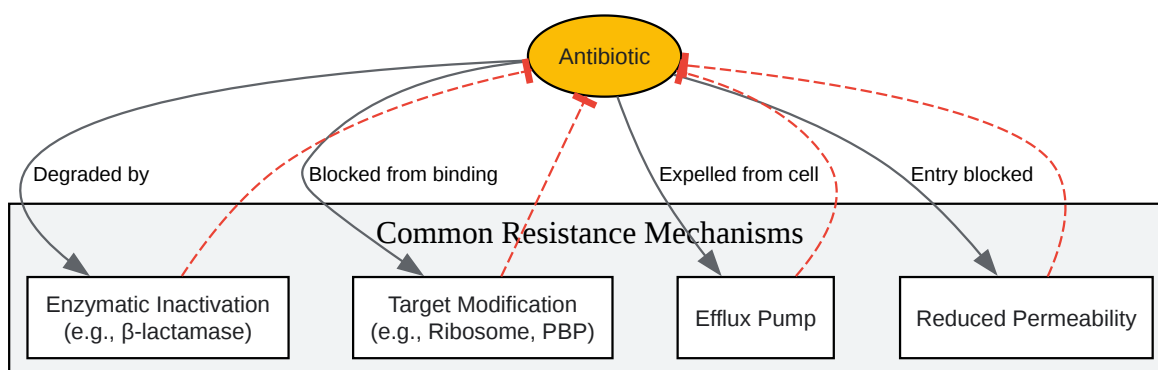 Antibiotic
Degraded by
Blocked from binding
Expelled from cell
Entry blocked
Common Resistance Mechanisms
Enzymatic Inactivation
(e.g., β-lactamase)
Target Modification
(e.g., Ribosome, PBP)
Efflux Pump
Reduced Permeability